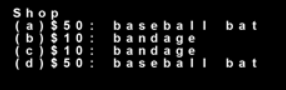 Shop
(a)$50: baseball bat
(b)$10: bandage
(c)$10: bandage
(d)$50: baseball bat